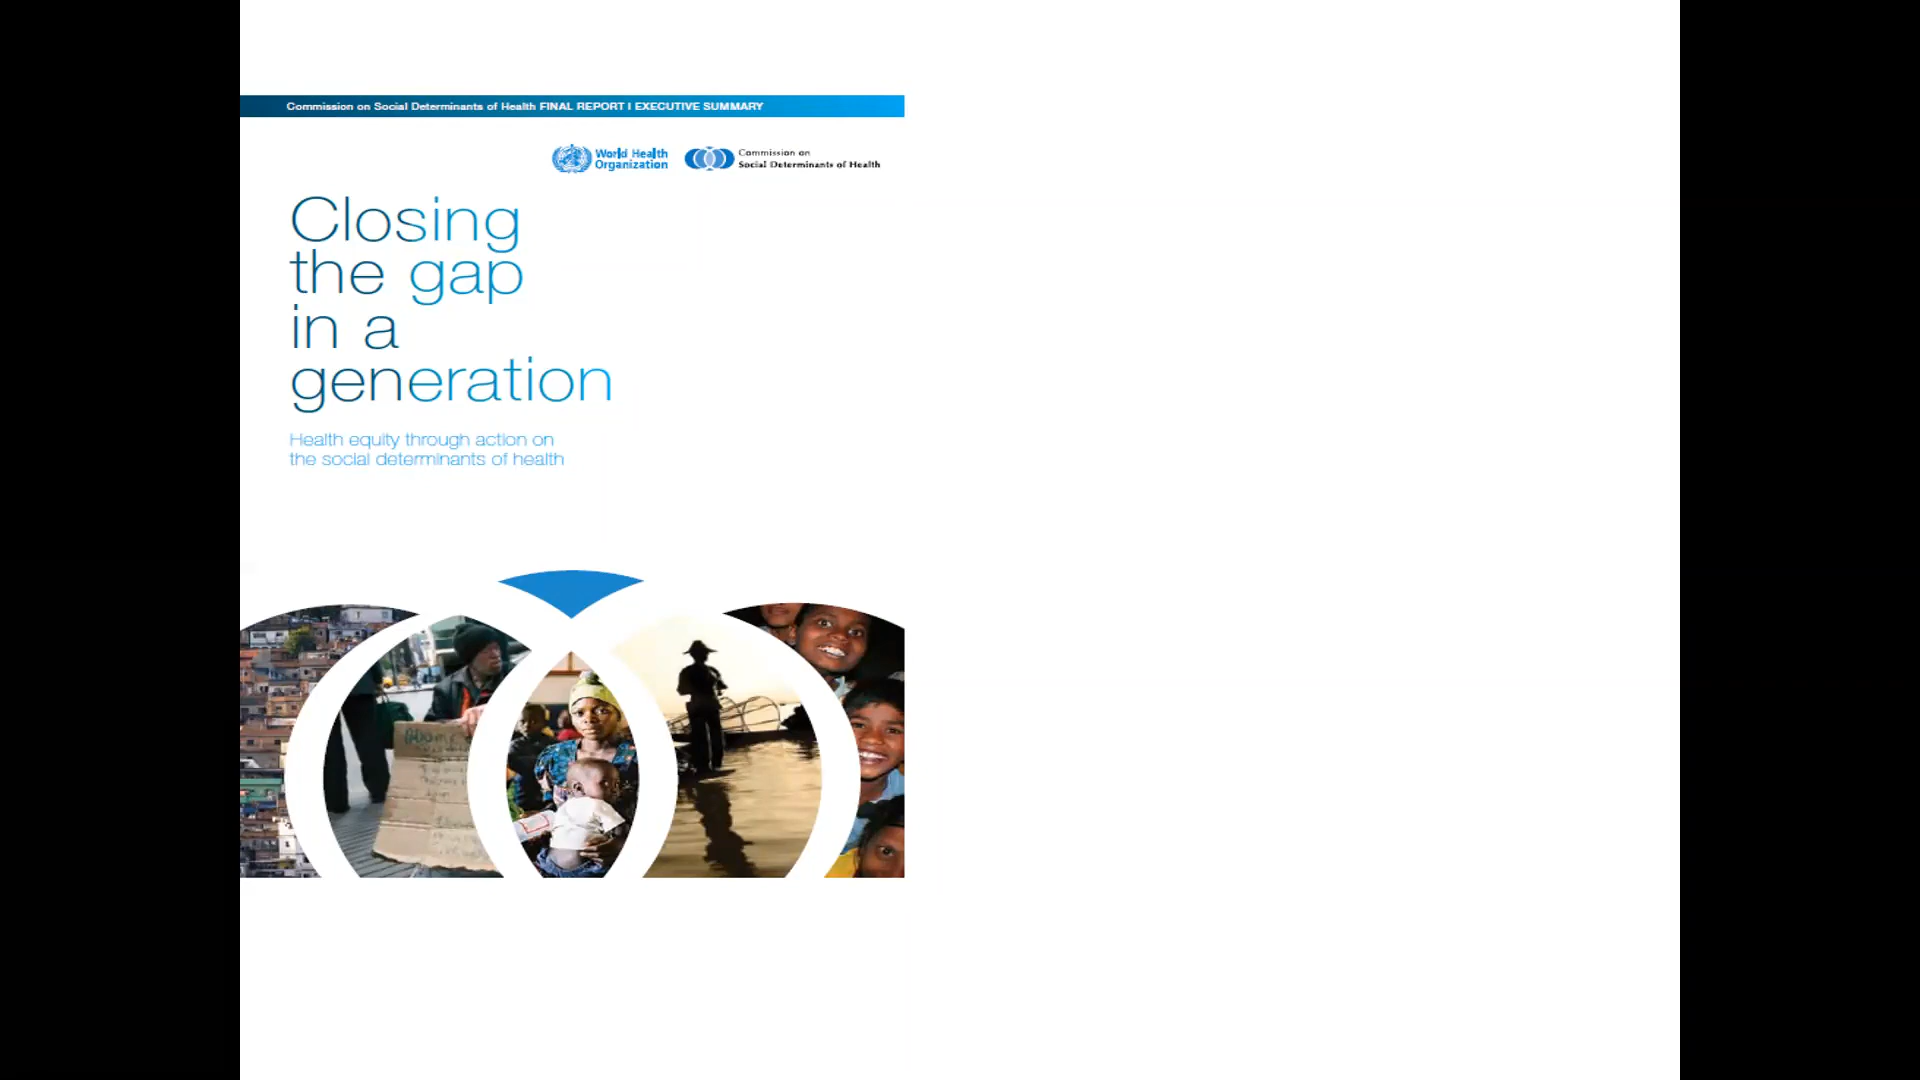 Commission on Social Determinants of Health FINAL REPORT I EXECUTIVE SUMMARY
World Health
Organization
Commission on
Social Determinants of Health
Closing
the gap
in a
generation
Health equity through action on
the social determinants of health